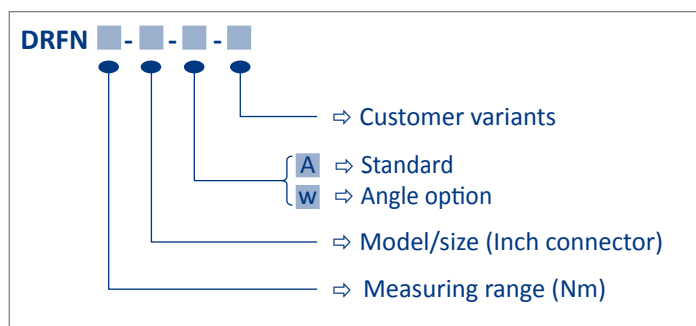 DRFN - - -
⇨ Customer variants
A ⇨ Standard
w ⇨ Angle option
⇨ Model/size (Inch connector)
⇨ Measuring range (Nm)